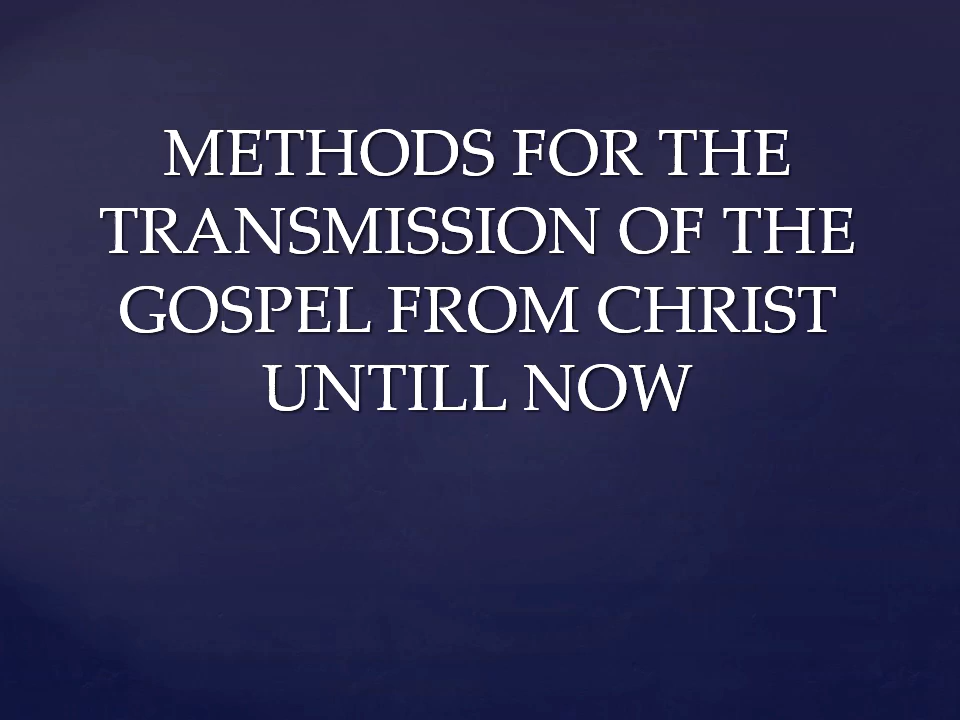 METHODS FOR THE
TRANSMISSION OF THE
GOSPEL FROM CHRIST
UNTILL NOW